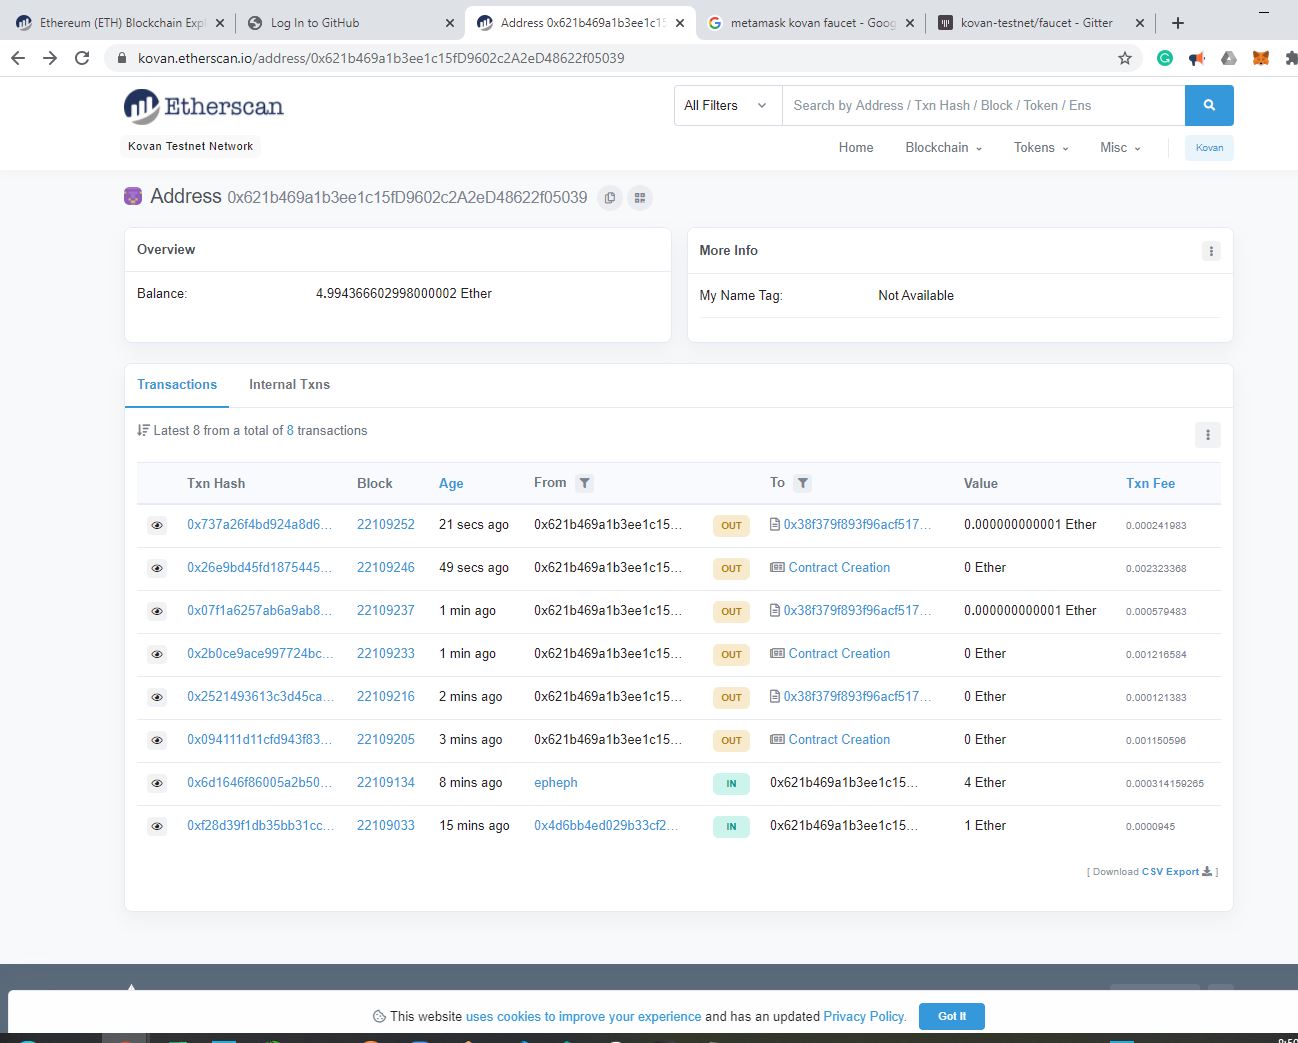 Ethereum (ETH) Blockchain Expl
Log In to GitHub
Address 0x621b469a1b3ee1c15
metamask kovan faucet - Goog
kovan-testnet/faucet - Gitter
kovan.etherscan.io/address/0x621b469a1b3ee1c15fD9602c2A2eD48622f05039
Etherscan
All Filters
Search by Address / Txn Hash / Block / Token / Ens
Kovan Testnet Network
Home Blockchain Tokens Misc Kovan
Address 0x621b469a1b3ee1c15fD9602c2A2eD48622f05039
Overview
Balance: 4.994366602998000002 Ether
More Info
My Name Tag: Not Available
Transactions Internal Txns
Latest 8 from a total of 8 transactions
Txn Hash Block Age From To Value Txn Fee
0x737a26f4bd924a8d6... 22109252 21 secs ago 0x621b469a1b3ee1c15... OUT 0x38f379f893f96acf517... 0.000000000001 Ether 0.000241983
0x26e9bd45fd1875445... 22109246 49 secs ago 0x621b469a1b3ee1c15... OUT Contract Creation 0 Ether 0.002323368
0x07f1a6257ab6a9ab8... 22109237 1 min ago 0x621b469a1b3ee1c15... OUT 0x38f379f893f96acf517... 0.000000000001 Ether 0.000579483
0x2b0ce9ace997724bc... 22109233 1 min ago 0x621b469a1b3ee1c15... OUT Contract Creation 0 Ether 0.001216584
0x2521493613c3d45ca... 22109216 2 mins ago 0x621b469a1b3ee1c15... OUT 0x38f379f893f96acf517... 0 Ether 0.000121383
0x094111d11cfd943f83... 22109205 3 mins ago 0x621b469a1b3ee1c15... OUT Contract Creation 0 Ether 0.001150596
0x6d1646f86005a2b50... 22109134 8 mins ago epheph IN 0x621b469a1b3ee1c15... 4 Ether 0.000314159265
0xf28d39f1db35bb31cc... 22109033 15 mins ago 0x4d6bb4ed029b33cf2... IN 0x621b469a1b3ee1c15... 1 Ether 0.0000945
[ Download CSV Export ]
This website uses cookies to improve your experience and has an updated Privacy Policy. Got It